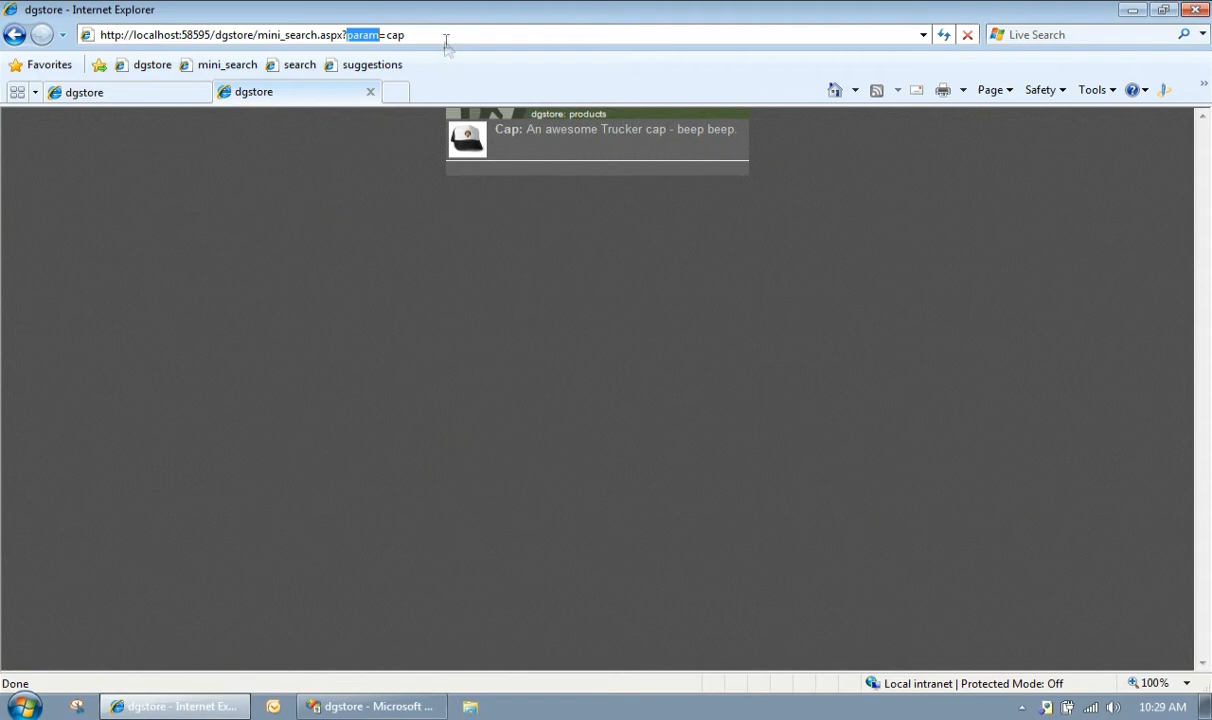 dgstore - Internet Explorer
http://localhost:58595/dgstore/mini_search.aspx?param=cap
Live Search
Favorites
dgstore
mini_search
search
suggestions
dgstore
dgstore
Page
Safety
Tools
dgstore: products
Cap: An awesome Trucker cap - beep beep.
Done
Local intranet | Protected Mode: Off
100%
dgstore - Internet Ex...
dgstore - Microsoft ...
10:29 AM